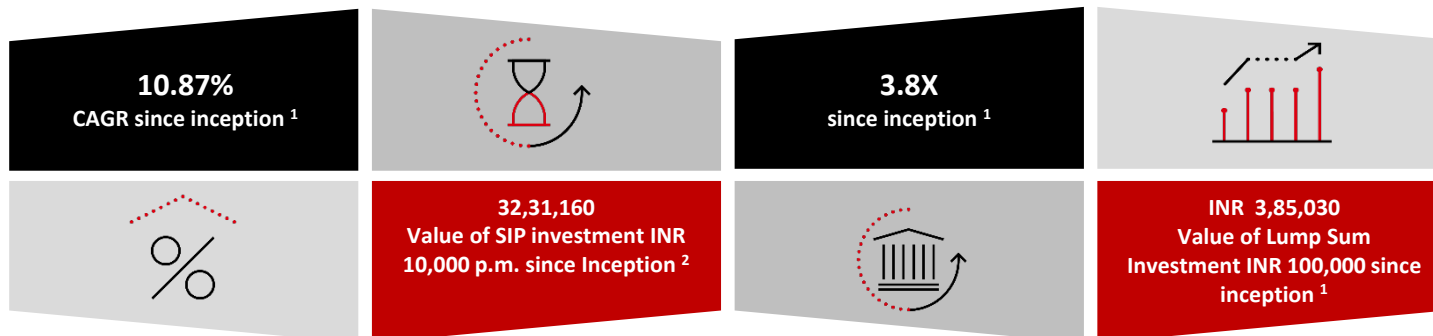 10.87%
CAGR since inception 1
3.8X
since inception 1
32,31,160
Value of SIP investment INR
10,000 p.m. since Inception 2
INR 3,85,030
Value of Lump Sum
Investment INR 100,000 since
inception 1